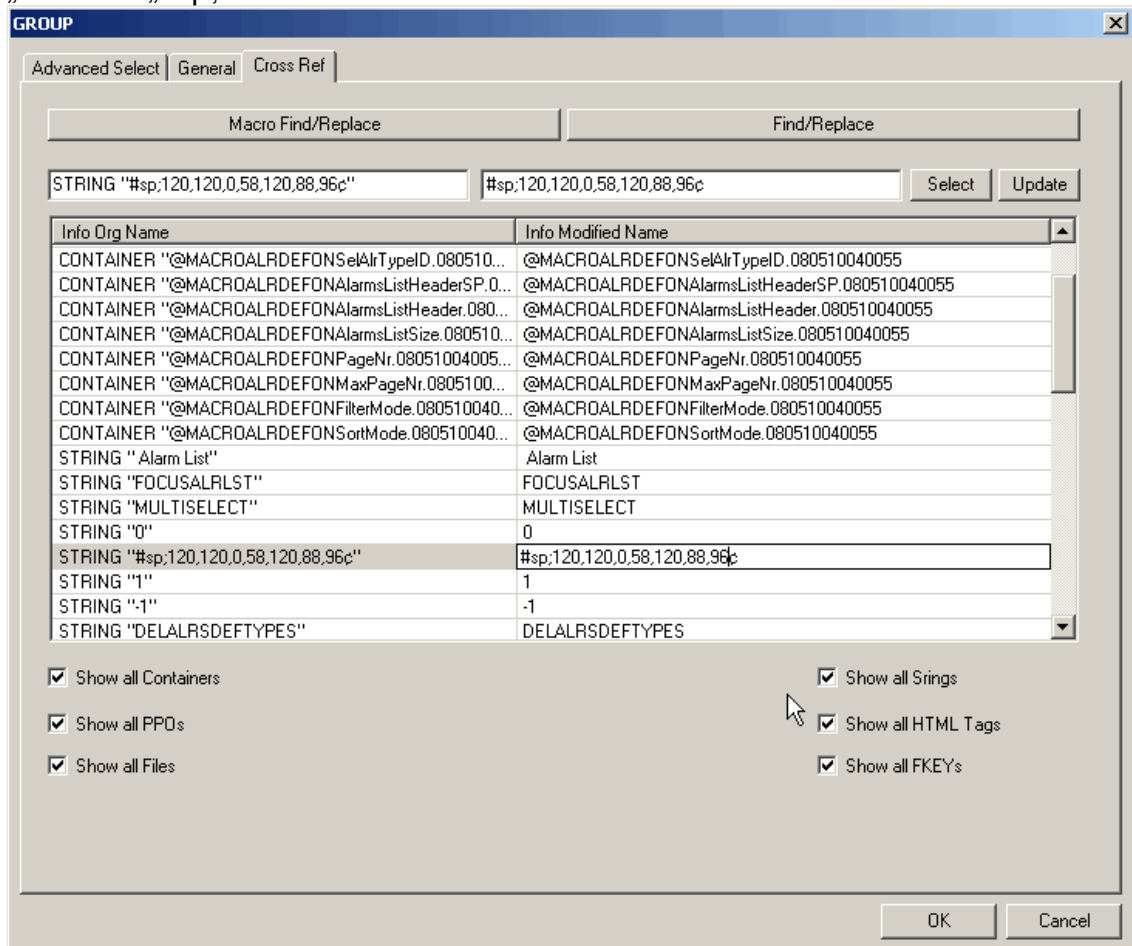 GROUP
Advanced Select General Cross Ref
Macro Find/Replace Find/Replace
STRING "#sp;120,120,0,58,120,88,96¢" #sp;120,120,0,58,120,88,96¢ Select Update
Info Org Name Info Modified Name
CONTAINER "@MACROALRDEFONSelAlrTypeID.080510... @MACROALRDEFONSelAlrTypeID.080510040055
CONTAINER "@MACROALRDEFONAlarmsListHeaderSP.0... @MACROALRDEFONAlarmsListHeaderSP.080510040055
CONTAINER "@MACROALRDEFONAlarmsListHeader.080... @MACROALRDEFONAlarmsListHeader.080510040055
CONTAINER "@MACROALRDEFONAlarmsListSize.080510... @MACROALRDEFONAlarmsListSize.080510040055
CONTAINER "@MACROALRDEFONPageNr.08051004005... @MACROALRDEFONPageNr.080510040055
CONTAINER "@MACROALRDEFONMaxPageNr.0805100... @MACROALRDEFONMaxPageNr.080510040055
CONTAINER "@MACROALRDEFONFilterMode.080510040... @MACROALRDEFONFilterMode.080510040055
CONTAINER "@MACROALRDEFONSortMode.080510040... @MACROALRDEFONSortMode.080510040055
STRING " Alarm List" Alarm List
STRING "FOCUSALRLST" FOCUSALRLST
STRING "MULTISELECT" MULTISELECT
STRING "0" 0
STRING "#sp;120,120,0,58,120,88,96¢" #sp;120,120,0,58,120,88,96¢
STRING "1" 1
STRING "-1" -1
STRING "DELALRSDEFTYPES" DELALRSDEFTYPES
Show all Containers Show all Srings
Show all PPOs Show all HTML Tags
Show all Files Show all FKEYs
OK Cancel